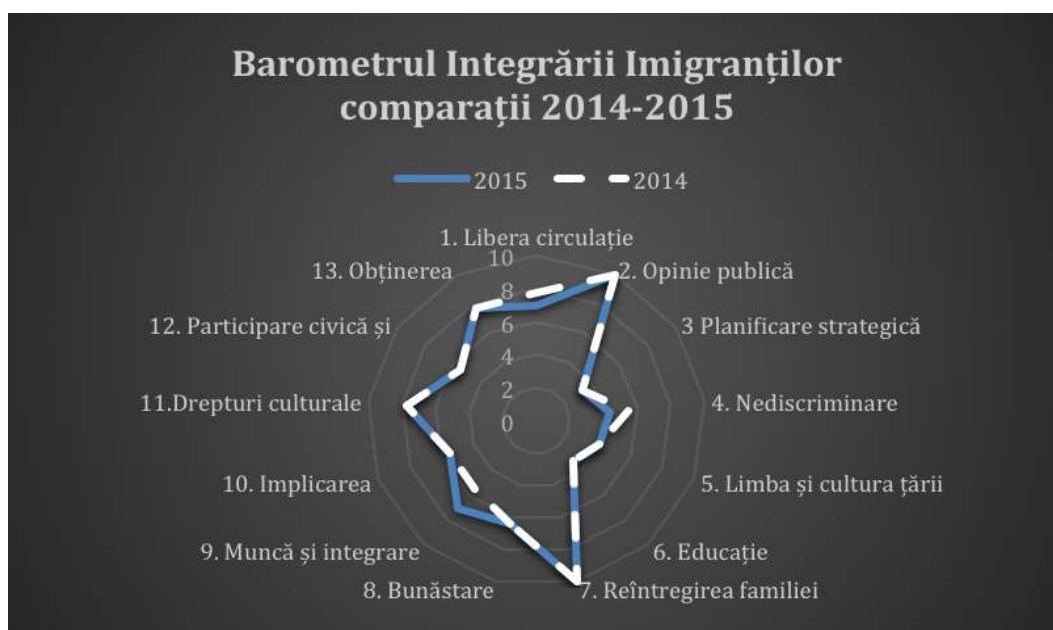 Barometrul Integrării Imigranților
comparații 2014-2015
2015 2014
1. Libera circulație
2. Opinie publică
3 Planificare strategică
4. Nediscriminare
5. Limba și cultura țării
6. Educație
7. Reîntregirea familiei
8. Bunăstare
9. Muncă și integrare
10. Implicarea
11.Drepturi culturale
12. Participare civică și
13. Obținerea
10
8
6
4
2
0